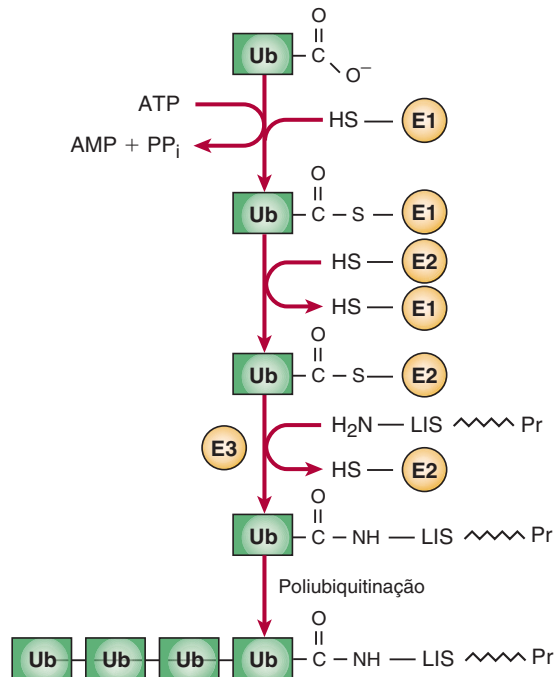 O
Ub – C
O–
ATP
HS — E1
AMP + PPi
O
Ub – C – S — E1
HS — E2
HS — E1
O
Ub – C – S — E2
E3
H2N — LIS Pr
HS — E2
O
Ub – C – NH — LIS Pr
Poliubiquitinação
O
Ub Ub Ub Ub – C – NH — LIS Pr